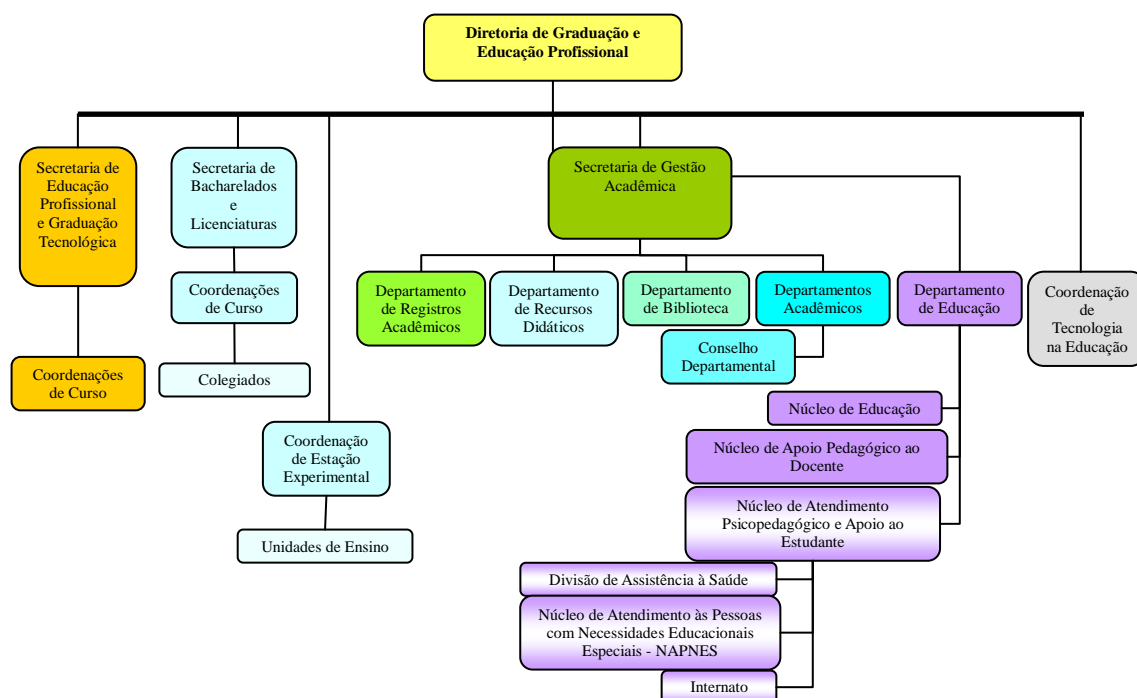 Diretoria de Graduação e
Educação Profissional
Secretaria de
Educação
Profissional
e Graduação
Tecnológica
Secretaria de
Bacharelados
e
Licenciaturas
Secretaria de Gestão
Acadêmica
Coordenações
de Curso
Departamento
de Registros
Acadêmicos
Departamento
de Recursos
Didáticos
Departamento
de Biblioteca
Departamentos
Acadêmicos
Departamento
de Educação
Coordenação
de
Tecnologia
na Educação
Conselho
Departamental
Coordenações
de Curso
Colegiados
Núcleo de Educação
Coordenação
de Estação
Experimental
Núcleo de Apoio Pedagógico ao
Docente
Núcleo de Atendimento
Psicopedagógico e Apoio ao
Estudante
Unidades de Ensino
Divisão de Assistência à Saúde
Núcleo de Atendimento às Pessoas
com Necessidades Educacionais
Especiais - NAPNES
Internato